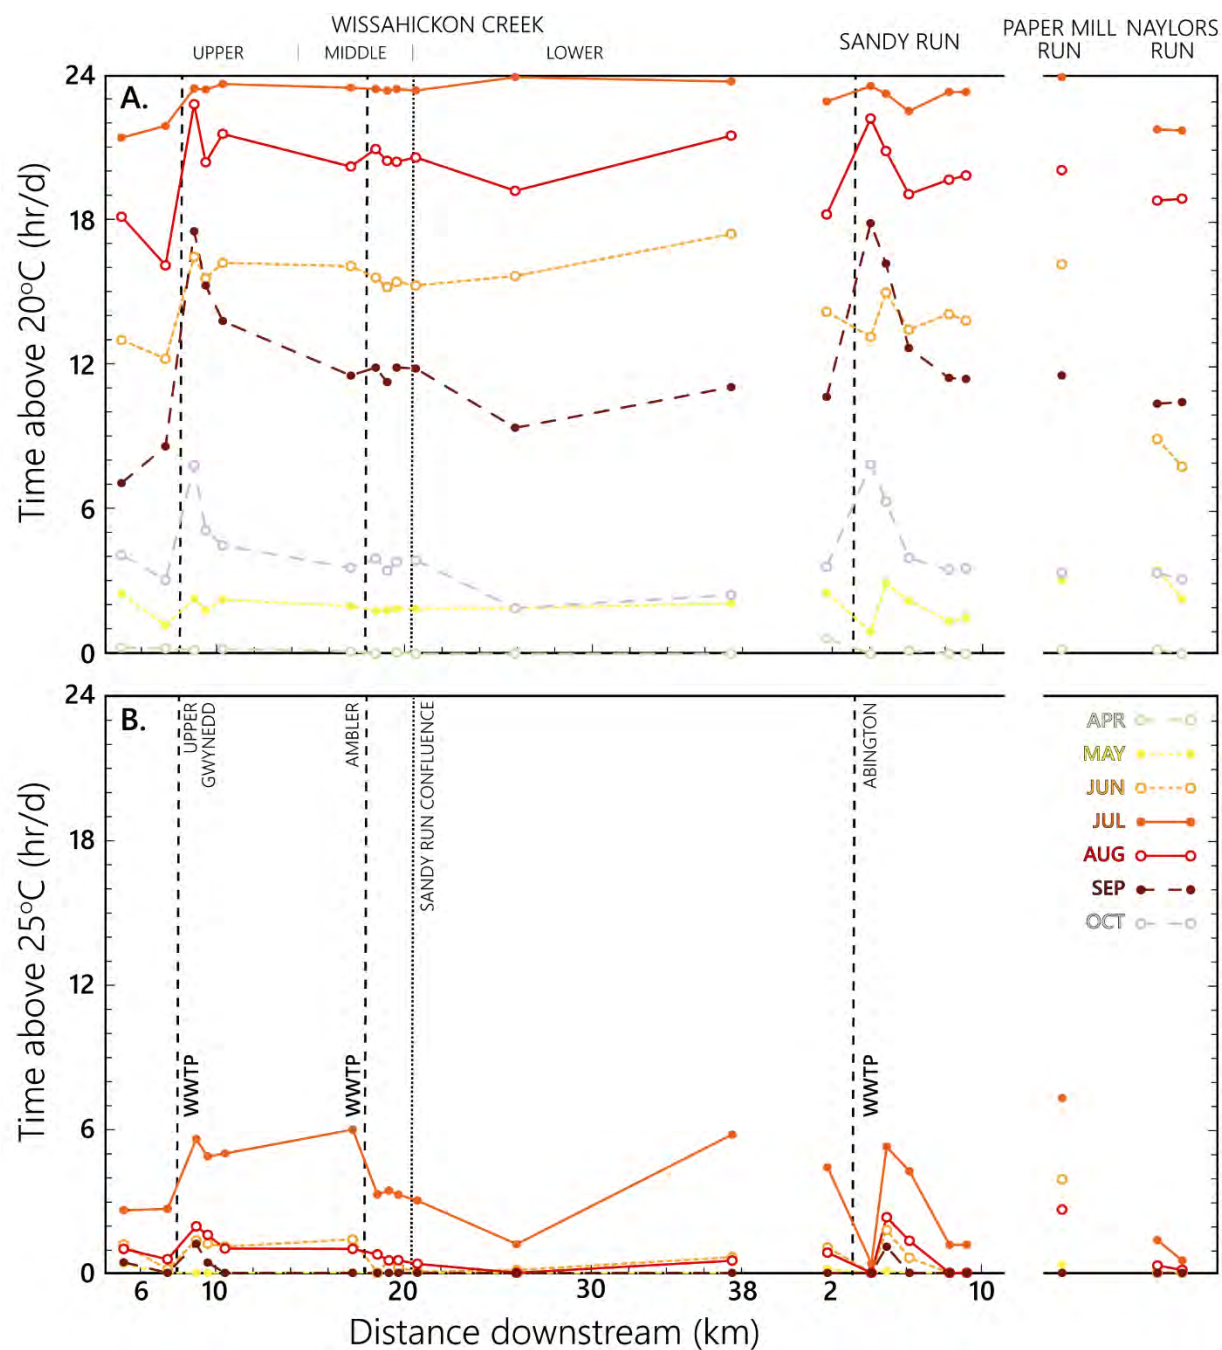 WISSAHICKON CREEK
UPPER | MIDDLE | LOWER
SANDY RUN
PAPER MILL
RUN
NAYLORS
RUN
A.
Time above 20°C (hr/d)
24
18
12
6
0
B.
Time above 25°C (hr/d)
24
18
12
6
0
UPPER
GWYNEDD
AMBLER
SANDY RUN CONFLUENCE
ABINGTON
WWTP
WWTP
WWTP
APR
MAY
JUN
JUL
AUG
SEP
OCT
6 10 20 30 38 2 10
Distance downstream (km)